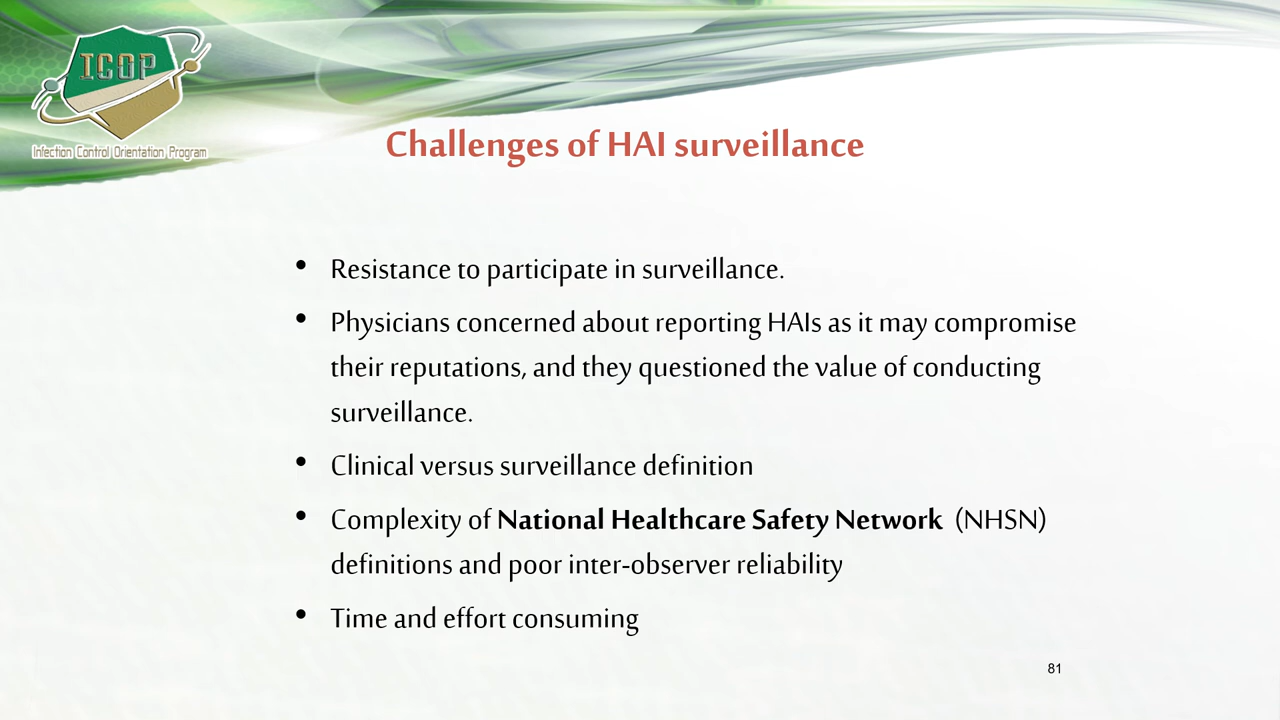 ICOP
Infection Control Orientation Program
Challenges of HAI surveillance
• Resistance to participate in surveillance.
• Physicians concerned about reporting HAIs as it may compromise
their reputations, and they questioned the value of conducting
surveillance.
• Clinical versus surveillance definition
• Complexity of National Healthcare Safety Network (NHSN)
definitions and poor inter-observer reliability
• Time and effort consuming
81